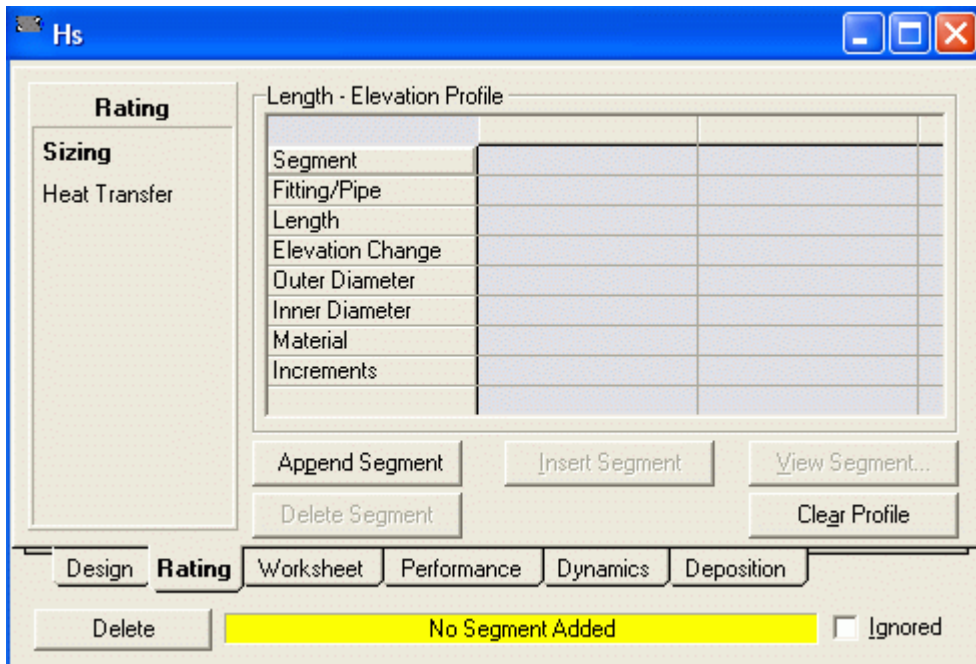 Hs
Rating
Sizing
Heat Transfer
Length - Elevation Profile
Segment
Fitting/Pipe
Length
Elevation Change
Outer Diameter
Inner Diameter
Material
Increments
Append Segment Insert Segment View Segment...
Delete Segment Clear Profile
Design Rating Worksheet Performance Dynamics Deposition
Delete No Segment Added Ignored